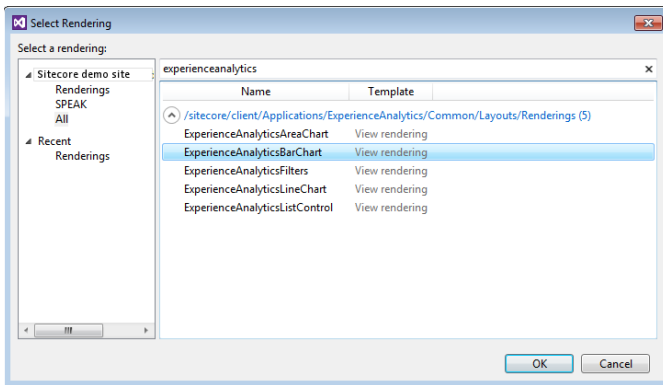 Select Rendering
Select a rendering:
Sitecore demo site
Renderings
SPEAK
All
Recent
Renderings
experienceanalytics
Name Template
/sitecore/client/Applications/ExperienceAnalytics/Common/Layouts/Renderings (5)
ExperienceAnalyticsAreaChart View rendering
ExperienceAnalyticsBarChart View rendering
ExperienceAnalyticsFilters View rendering
ExperienceAnalyticsLineChart View rendering
ExperienceAnalyticsListControl View rendering
OK Cancel